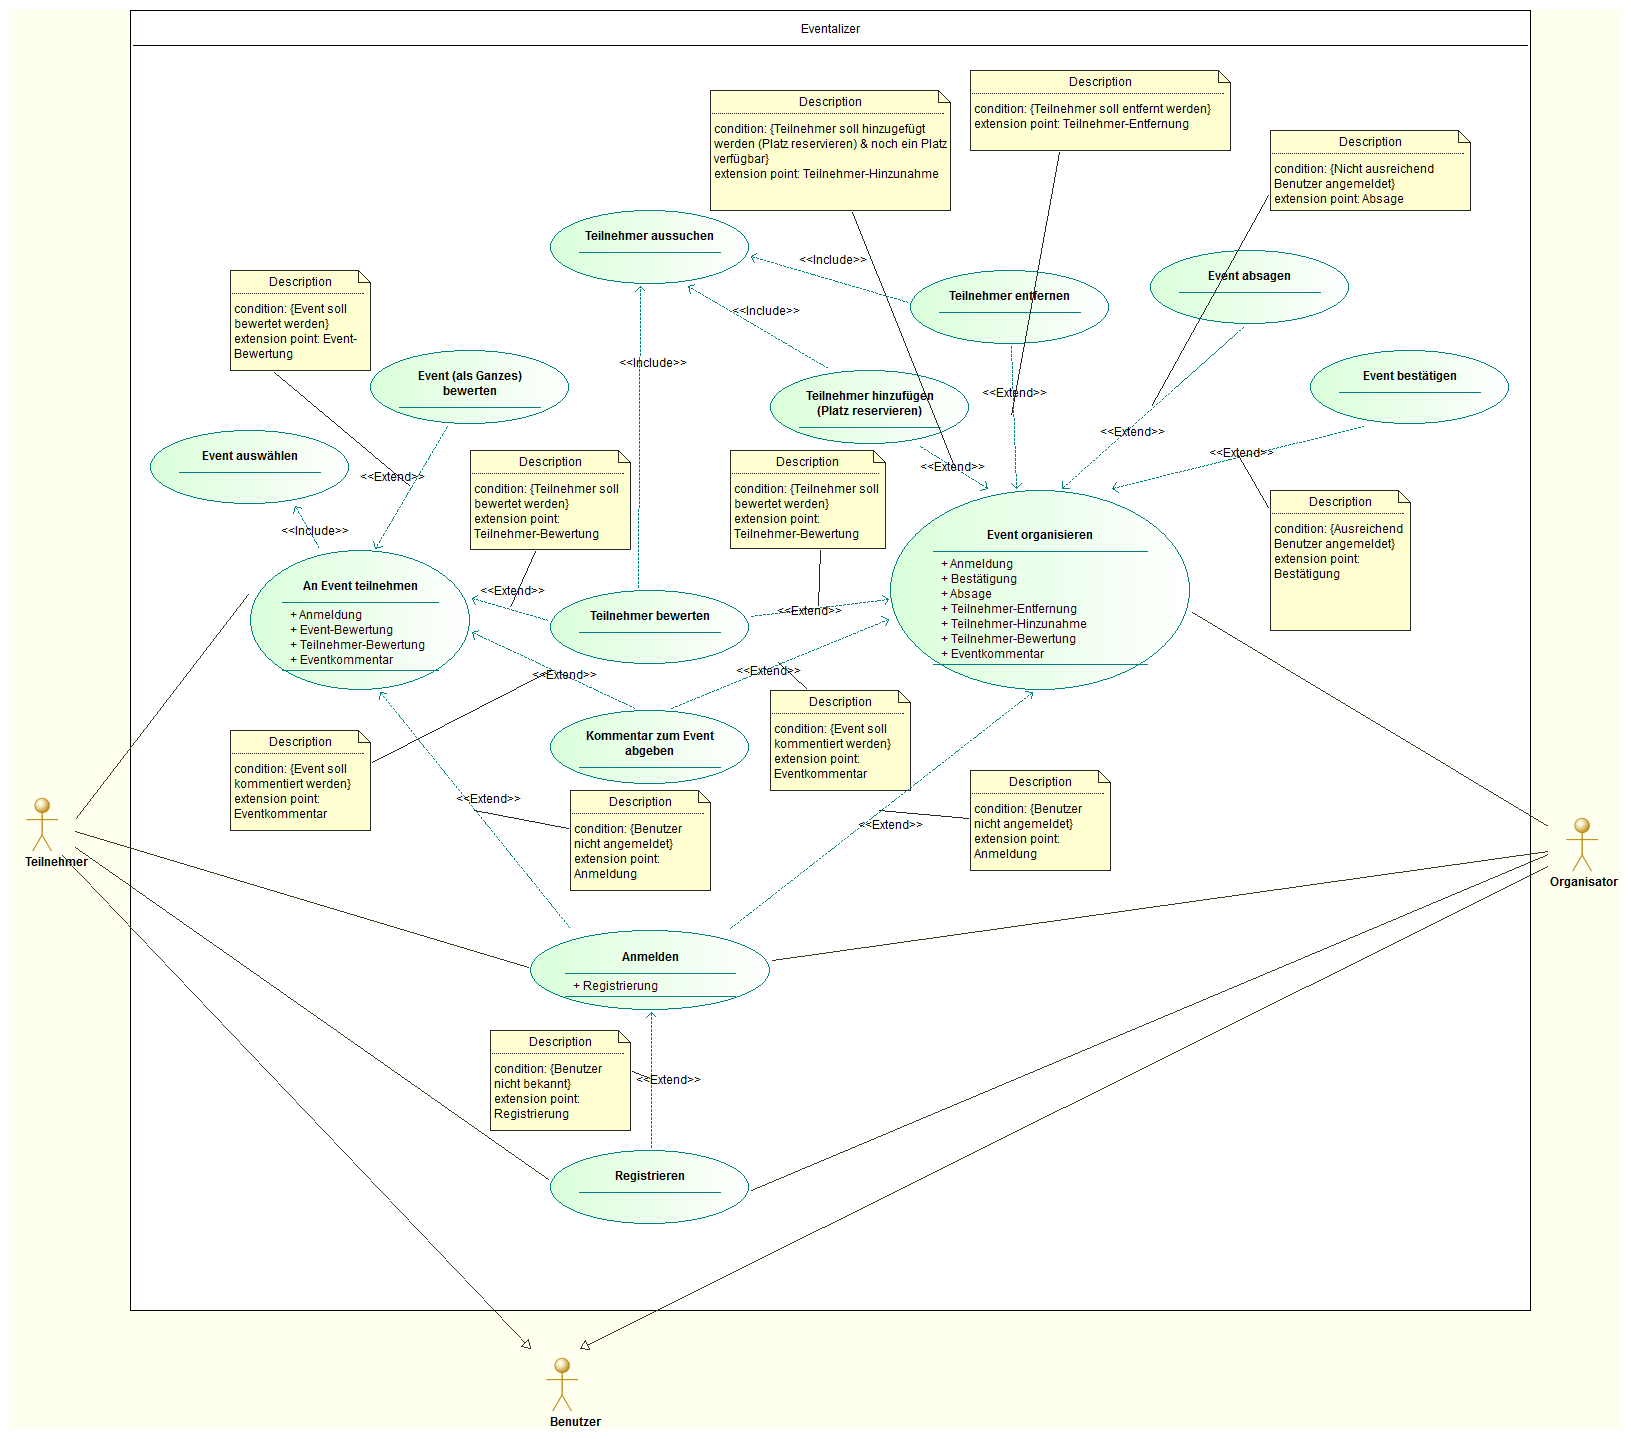 Eventalizer
Description
condition: {Teilnehmer soll entfernt werden}
extension point: Teilnehmer-Entfernung
Description
condition: {Teilnehmer soll hinzugefügt
werden (Platz reservieren) & noch ein Platz
verfügbar}
extension point: Teilnehmer-Hinzunahme
Description
condition: {Nicht ausreichend
Benutzer angemeldet}
extension point: Absage
Teilnehmer aussuchen
<<Include>>
Teilnehmer entfernen
Event absagen
Description
condition: {Event soll
bewertet werden}
extension point: Event-
Bewertung
<<Include>>
<<Include>>
Event (als Ganzes)
bewerten
Teilnehmer hinzufügen
(Platz reservieren)
<<Extend>>
Event bestätigen
<<Extend>>
Event auswählen
<<Extend>>
<<Extend>>
<<Extend>>
Description
condition: {Teilnehmer soll
bewertet werden}
extension point:
Teilnehmer-Bewertung
Description
condition: {Teilnehmer soll
bewertet werden}
extension point:
Teilnehmer-Bewertung
Description
condition: {Ausreichend
Benutzer angemeldet}
extension point:
Bestätigung
<<Include>>
An Event teilnehmen
+ Anmeldung
+ Event-Bewertung
+ Teilnehmer-Bewertung
+ Eventkommentar
<<Extend>>
Teilnehmer bewerten
<<Extend>>
Event organisieren
+ Anmeldung
+ Bestätigung
+ Absage
+ Teilnehmer-Entfernung
+ Teilnehmer-Hinzunahme
+ Teilnehmer-Bewertung
+ Eventkommentar
<<Extend>>
<<Extend>>
Kommentar zum Event
abgeben
Description
condition: {Event soll
kommentiert werden}
extension point:
Eventkommentar
Description
condition: {Event soll
kommentiert werden}
extension point:
Eventkommentar
<<Extend>>
Description
condition: {Benutzer
nicht angemeldet}
extension point:
Anmeldung
<<Extend>>
Description
condition: {Benutzer
nicht angemeldet}
extension point:
Anmeldung
Teilnehmer
Organisator
Anmelden
+ Registrierung
Description
condition: {Benutzer
nicht bekannt}
extension point:
Registrierung
<<Extend>>
Registrieren
Benutzer